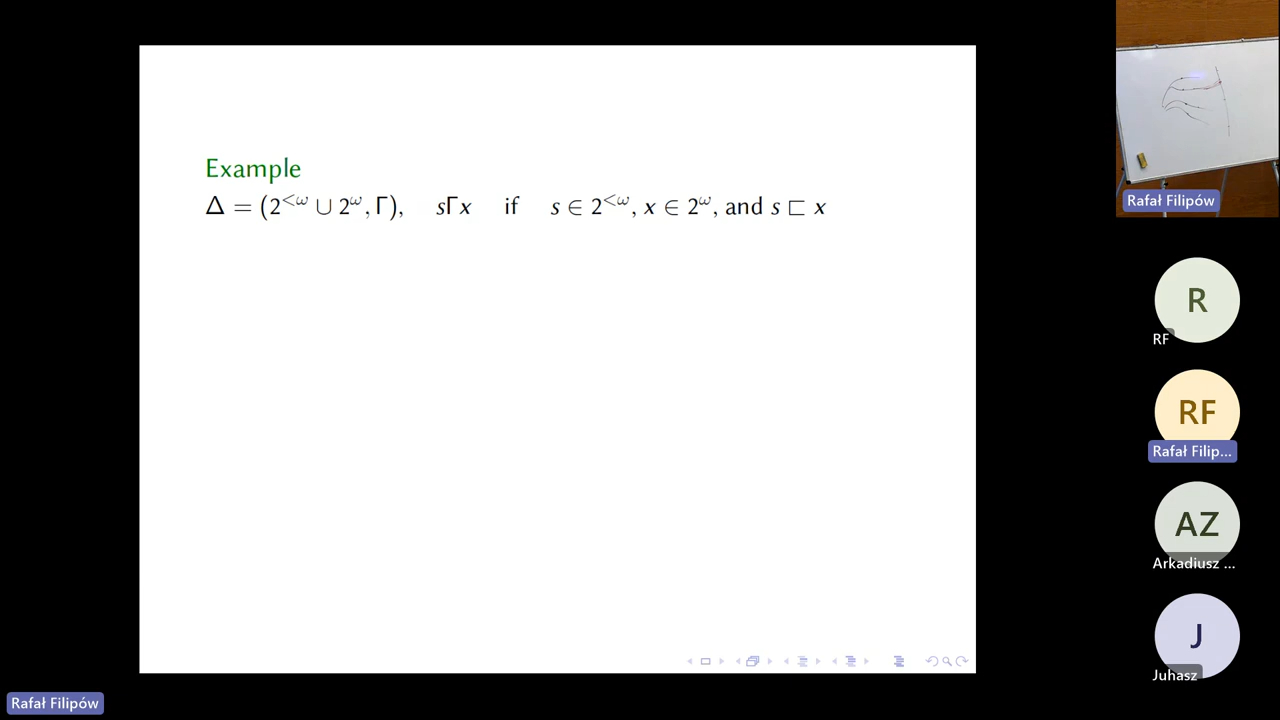 Example
Δ = (2^{<ω} ∪ 2^ω, Γ), sΓx if s ∈ 2^{<ω}, x ∈ 2^ω, and s ⊏ x
Rafał Filipów
R
RF
RF
Rafał Filip...
AZ
Arkadiusz ...
J
Juhasz
Rafał Filipów